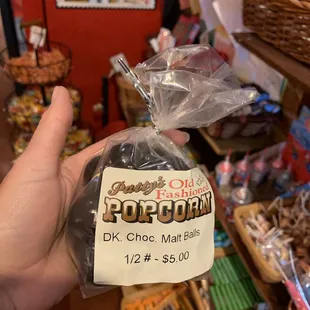 Patty's Old
Fashioned
POPCORN
DK. Choc. Malt Balls
1/2 # - $5.00